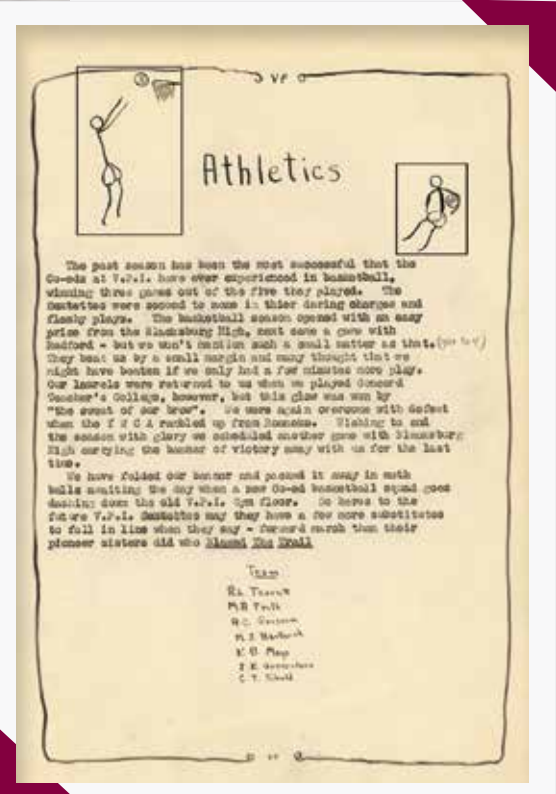 VP
Athletics
The past season has been the most successful that the
Co-eds at V.P.I. have ever experienced in basketball,
winning three games out of the five they played. The
were second to none in thier daring charges and
flashy plays. The basketball season opened with an easy
prize from the Blacksburg High, next came a game with
Radford - but we won't mention such a small matter as that.
They beat us by a small margin and many thought that we
might have beaten if we only had a few minutes more play.
Our laurels were returned to us when we played Concord
Teacher's College, however, but this glow was won by
"the sweat of our brow". We were again overcome with defeat
when the Y W C A rambled up from Roanoke. Wishing to end
the season with glory we scheduled another game with Blacksburg
High carrying the banner of victory away with us for the last
time.
We have folded our banner and packed it away in moth
balls awaiting the day when a new Co-ed basketball squad goes
dashing down the old V.P.I. Gym floor. So heres to the
future V.P.I. may they have a few more substitutes
to fall in line when they say - forward march than their
pioneer sisters did who Blazed The Trail
Team